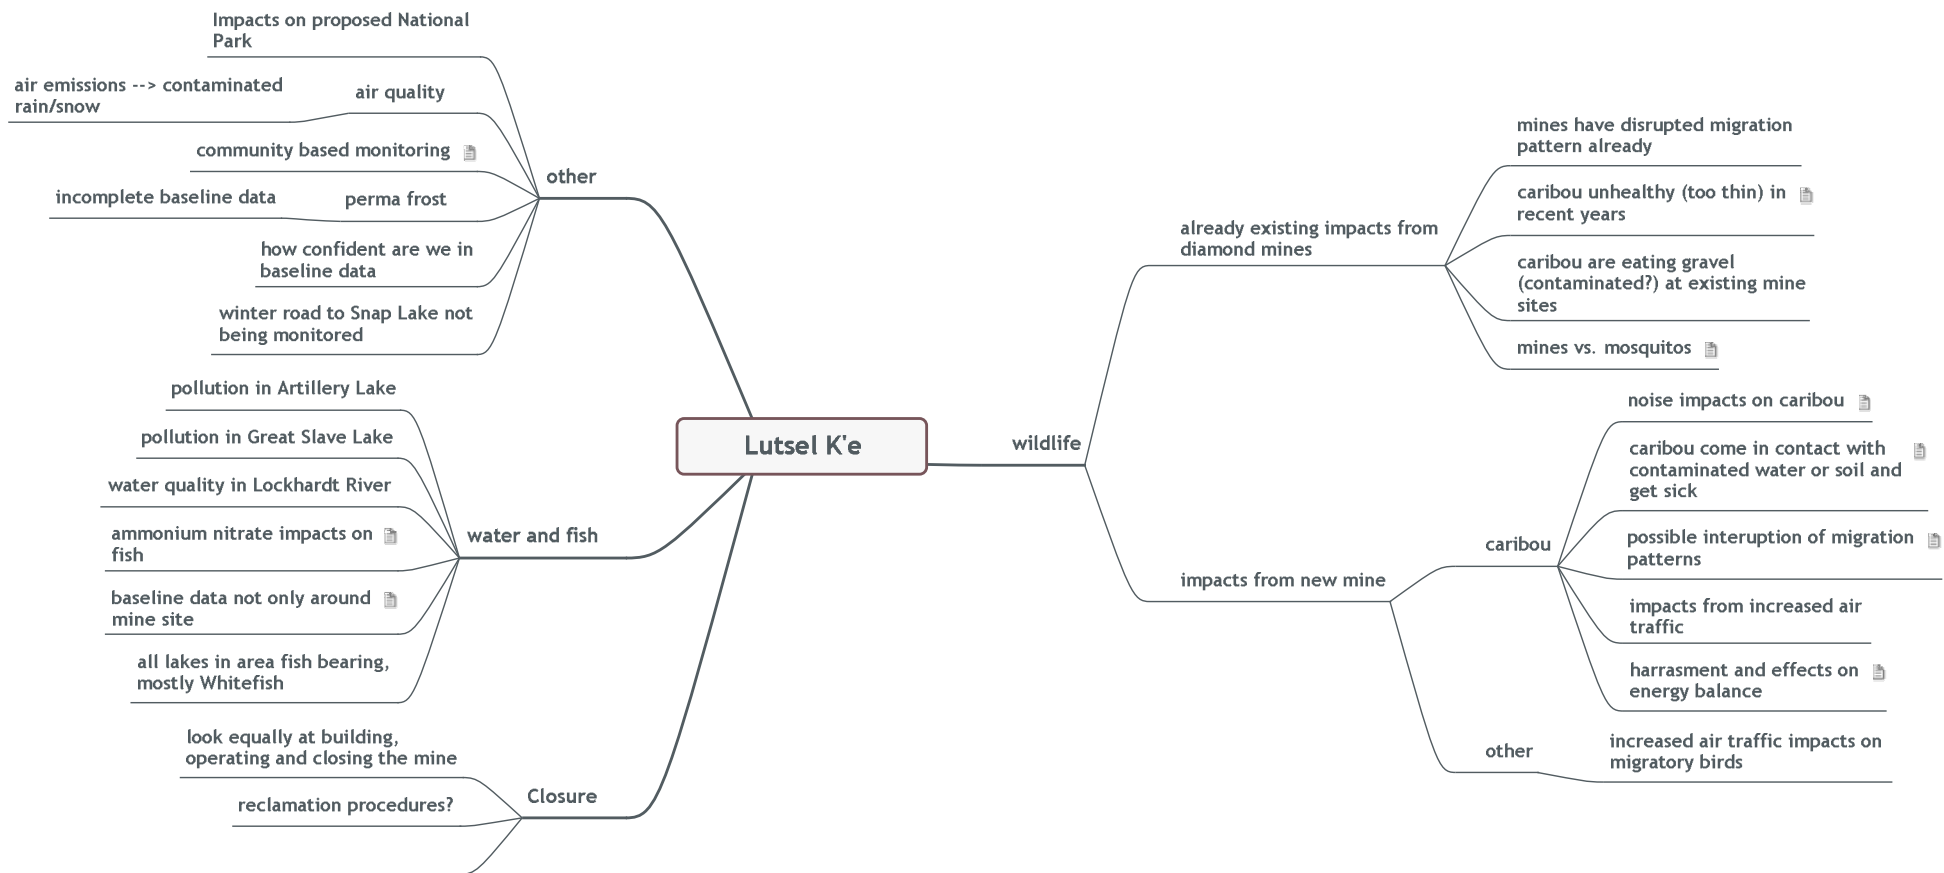 Impacts on proposed National
Park
air emissions --> contaminated
rain/snow
air quality
community based monitoring
incomplete baseline data
perma frost
how confident are we in
baseline data
winter road to Snap Lake not
being monitored
other
pollution in Artillery Lake
pollution in Great Slave Lake
water quality in Lockhardt River
ammonium nitrate impacts on
fish
baseline data not only around
mine site
all lakes in area fish bearing,
mostly Whitefish
water and fish
look equally at building,
operating and closing the mine
reclamation procedures?
Closure
Lutsel K'e
wildlife
already existing impacts from
diamond mines
mines have disrupted migration
pattern already
caribou unhealthy (too thin) in
recent years
caribou are eating gravel
(contaminated?) at existing mine
sites
mines vs. mosquitos
impacts from new mine
caribou
noise impacts on caribou
caribou come in contact with
contaminated water or soil and
get sick
possible interuption of migration
patterns
impacts from increased air
traffic
harrasment and effects on
energy balance
other
increased air traffic impacts on
migratory birds